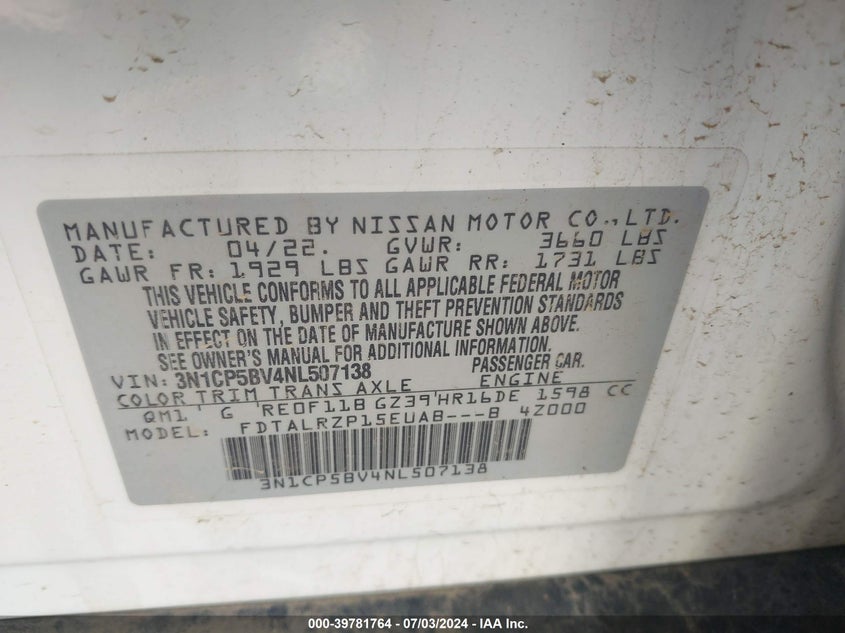 MANUFACTURED BY NISSAN MOTOR CO.,LTD.
DATE: 04/22. GVWR: 3660 LBS
GAWR FR: 1929 LBS GAWR RR: 1731 LBS
THIS VEHICLE CONFORMS TO ALL APPLICABLE FEDERAL MOTOR
VEHICLE SAFETY, BUMPER AND THEFT PREVENTION STANDARDS
IN EFFECT ON THE DATE OF MANUFACTURE SHOWN ABOVE.
SEE OWNER'S MANUAL FOR ADDITIONAL INFORMATION.
VIN: 3N1CP5BV4NL507138 PASSENGER CAR.
COLOR TRIM TRANS AXLE ENGINE
QM1 G RE0F11B GZ39 HR16DE 1598 CC
MODEL: FDTALRZP15EUAB---B 4Z000
3N1CP5BV4NL507138
000-39781764 - 07/03/2024 - IAA Inc.